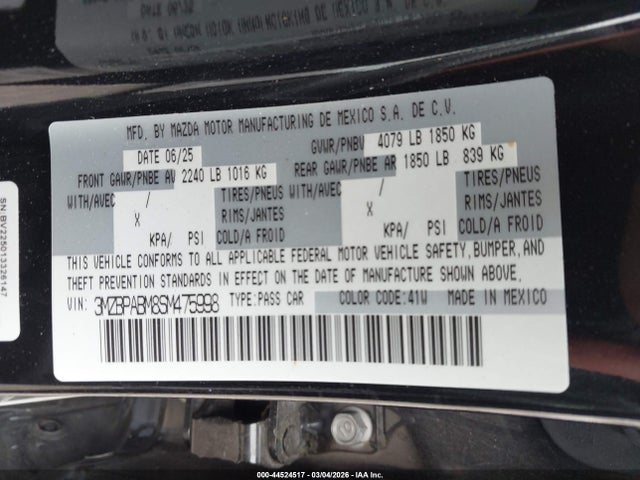 MFD. BY MAZDA MOTOR MANUFACTURING DE MEXICO S.A. DE C.V.
DATE 06/25 GVWR/PNBV 4079 LB 1850 KG
FRONT GAWR/PNBE AV 2240 LB 1016 KG REAR GAWR/PNBE AR 1850 LB 839 KG
WITH/AVEC / TIRES/PNEUS WITH/AVEC / TIRES/PNEUS
X RIMS/JANTES X RIMS/JANTES
KPA/ PSI COLD/A FROID KPA/ PSI COLD/A FROID
THIS VEHICLE CONFORMS TO ALL APPLICABLE FEDERAL MOTOR VEHICLE SAFETY, BUMPER, AND
THEFT PREVENTION STANDARDS IN EFFECT ON THE DATE OF MANUFACTURE SHOWN ABOVE.
VIN: 3MZBPABM8SM475998 TYPE:PASS CAR COLOR CODE:41W MADE IN MEXICO
SN.BV225013326147
000-44524517 - 03/04/2026 - IAA Inc.